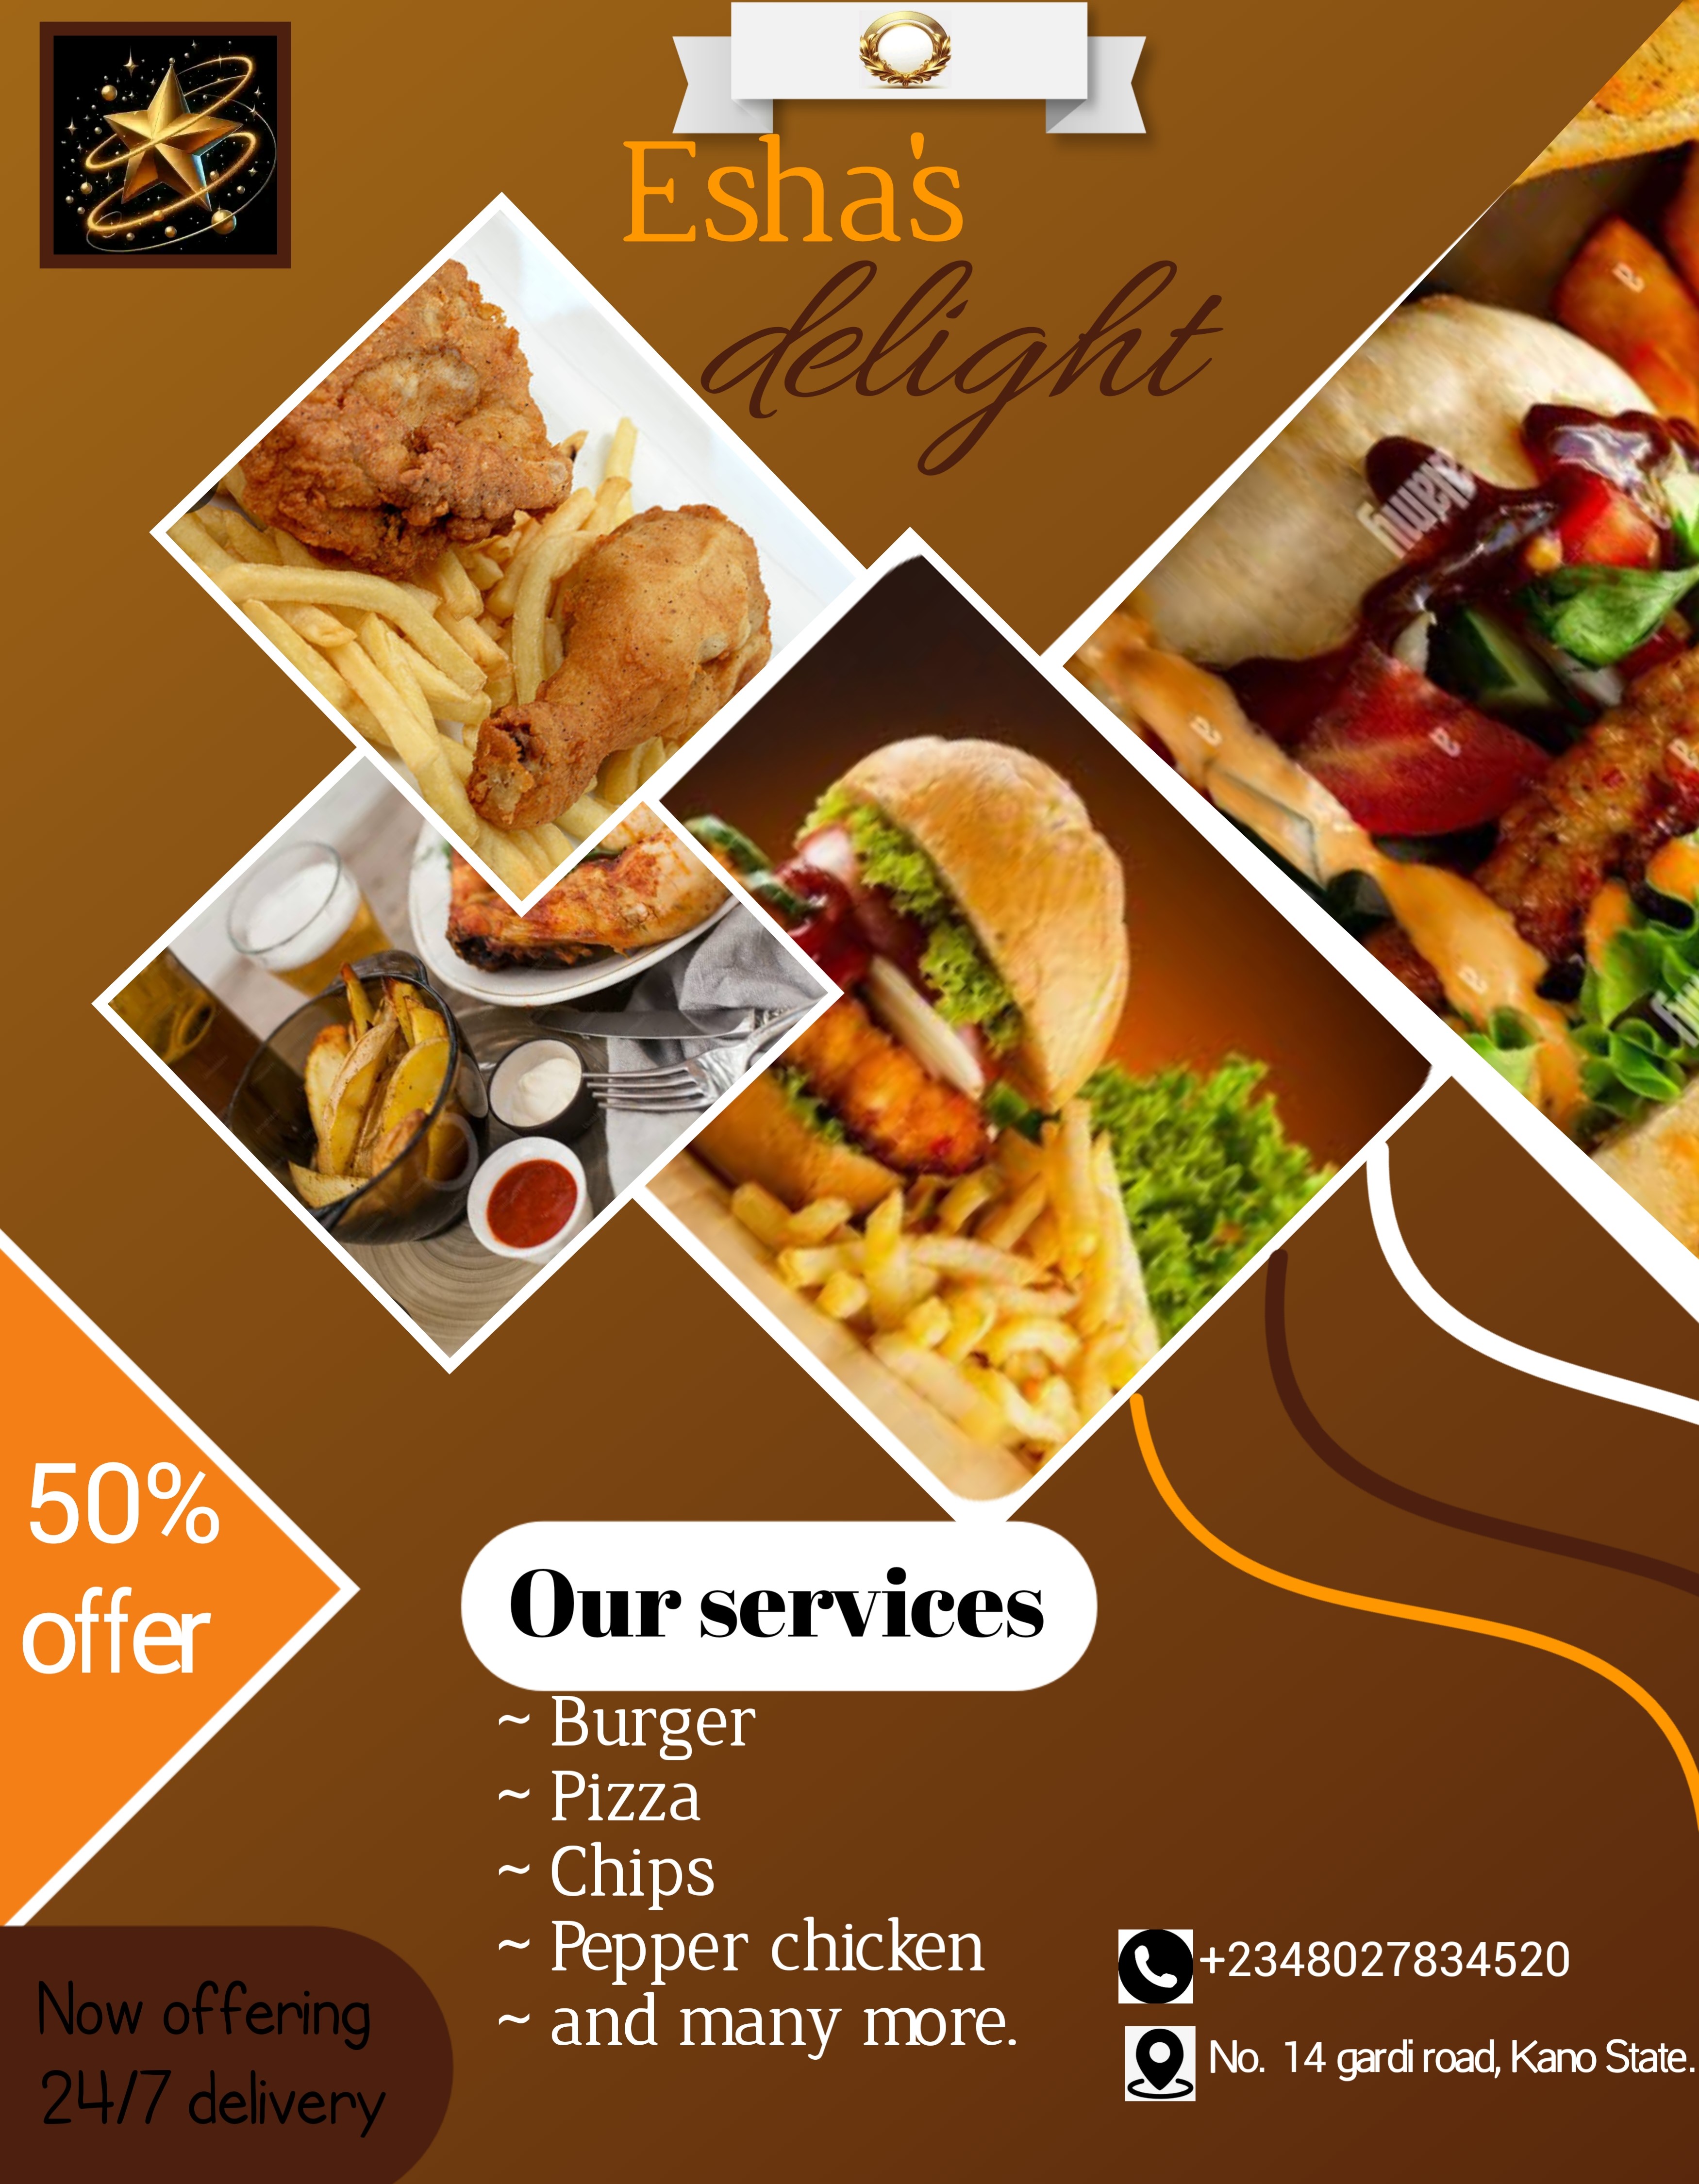 Esha's
delight
alamy
a
a
a
a
50%
offer
Our services
~ Burger
~ Pizza
~ Chips
~ Pepper chicken
~ and many more.
Now offering
24/7 delivery
+2348027834520
No. 14 gardi road, Kano State.